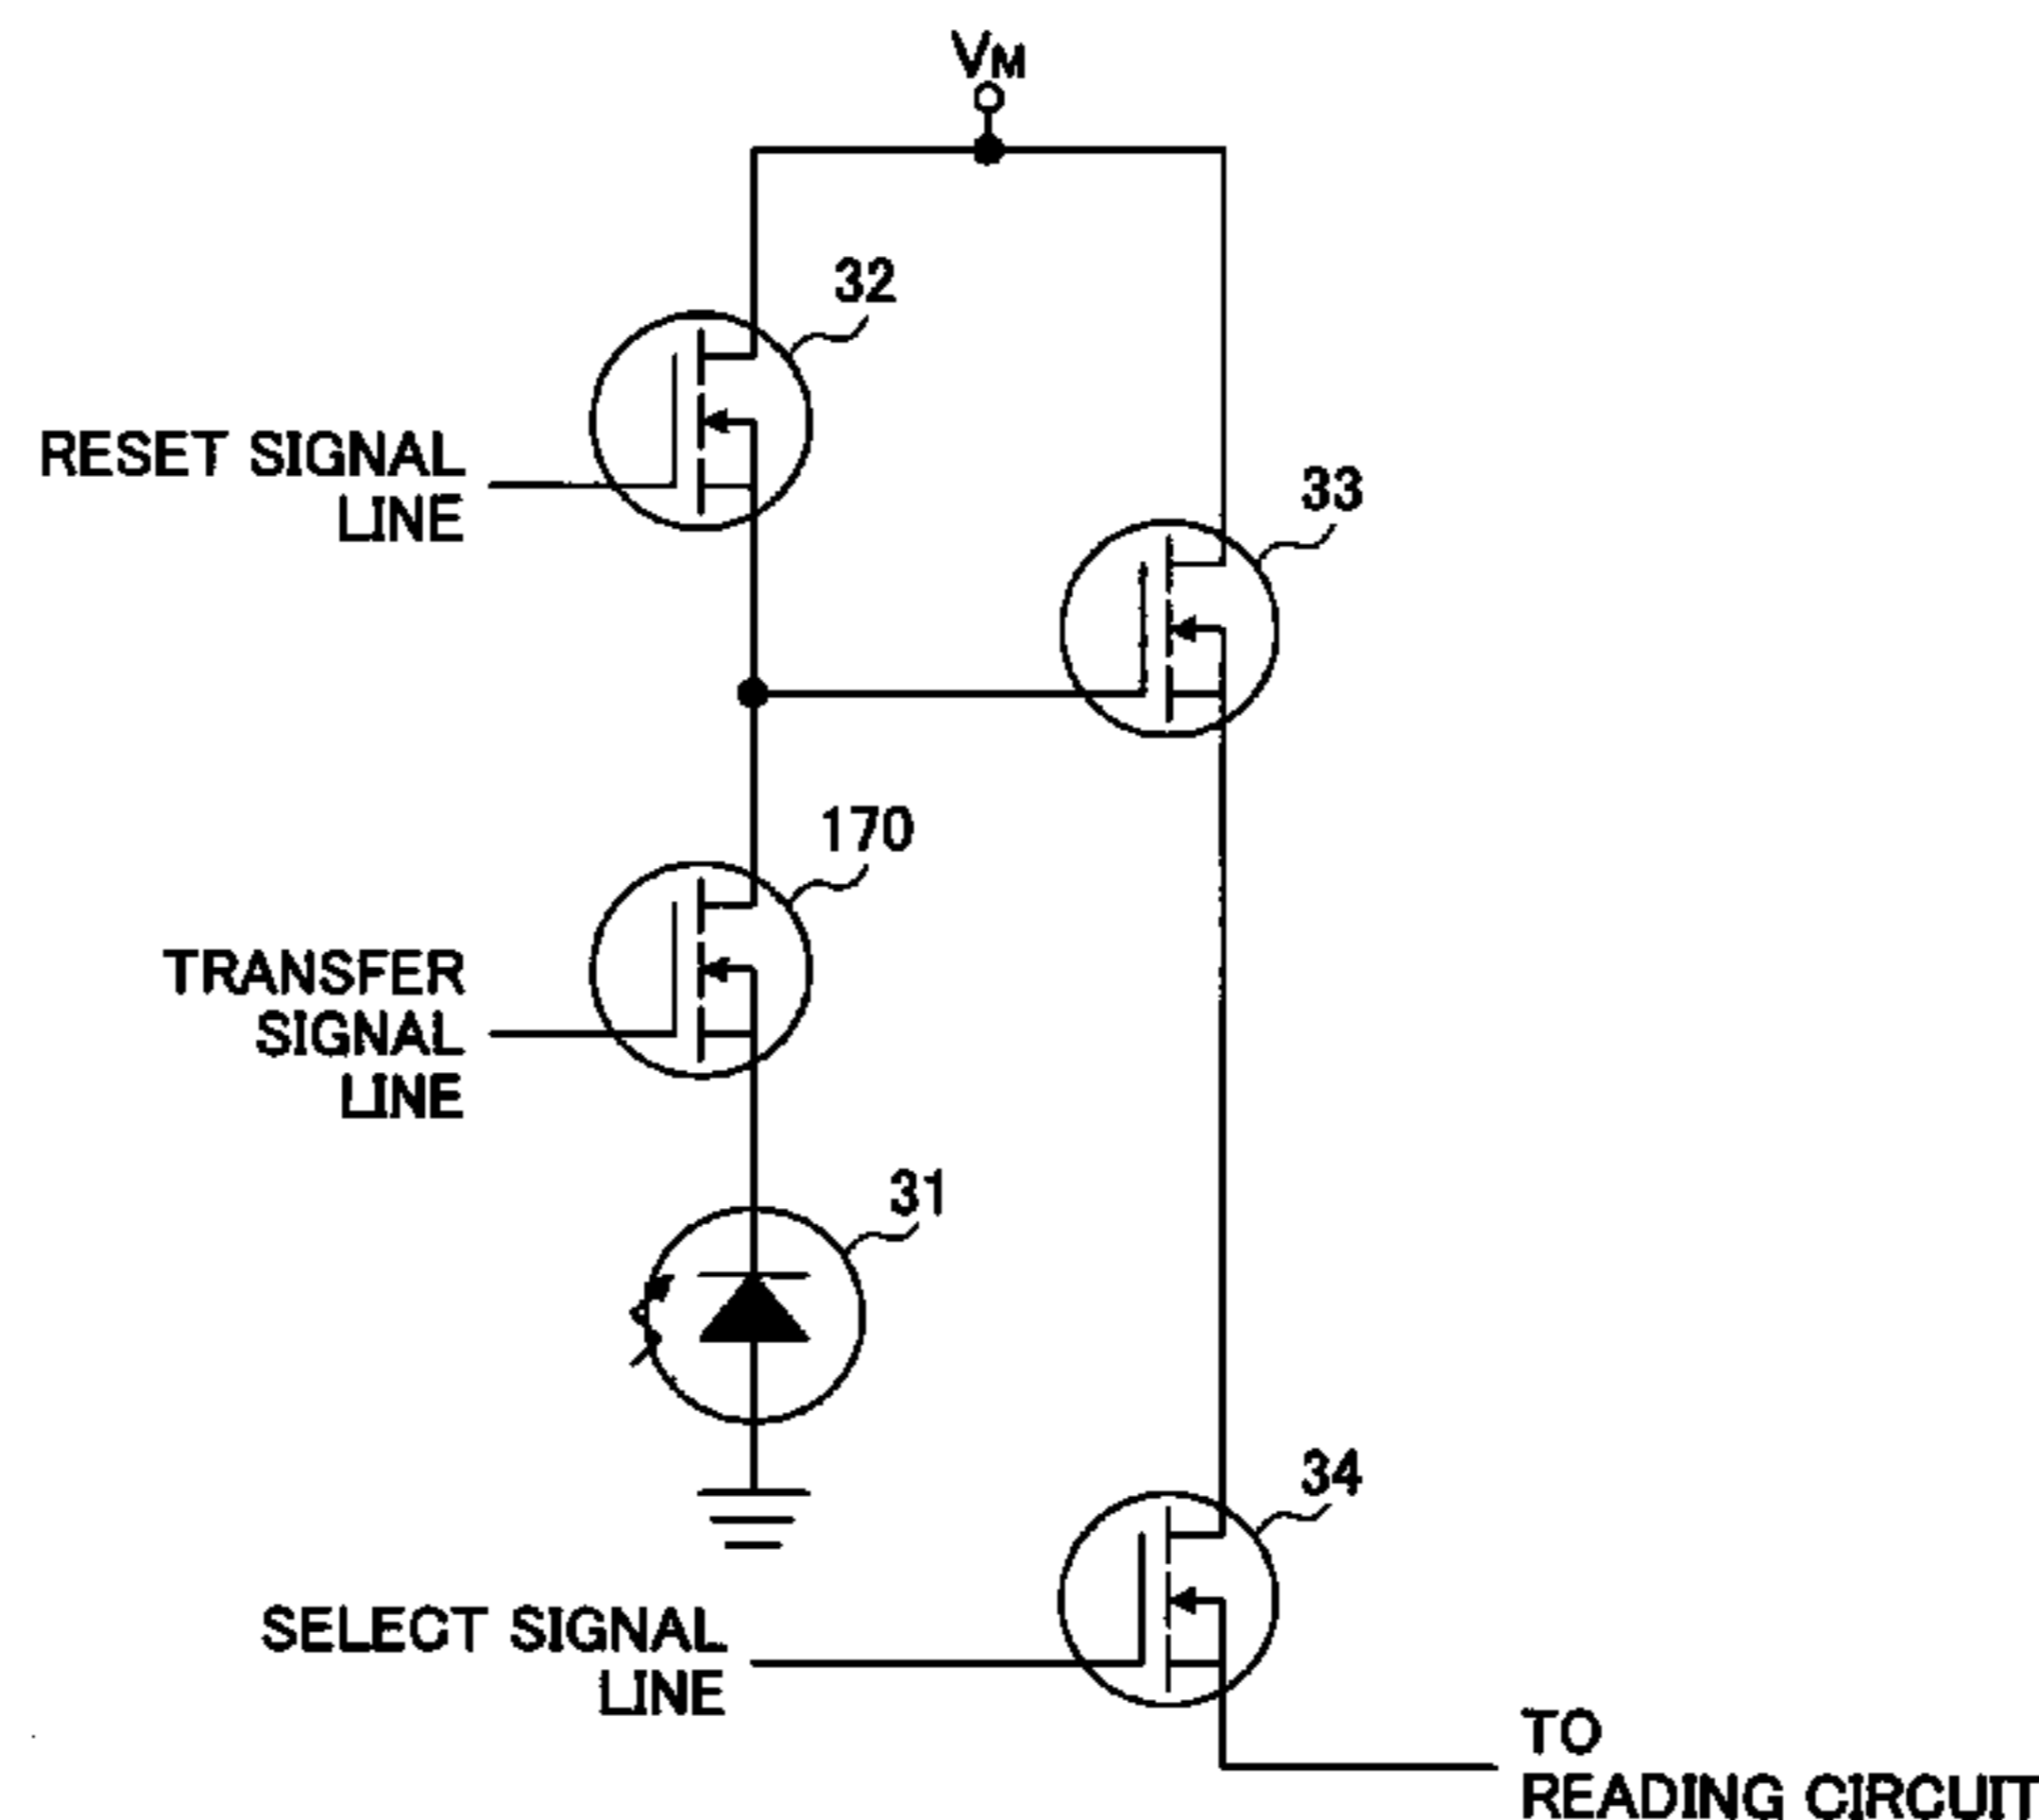 VM
32
RESET SIGNAL
LINE
33
170
TRANSFER
SIGNAL
LINE
31
34
SELECT SIGNAL
LINE
TO
READING CIRCUIT